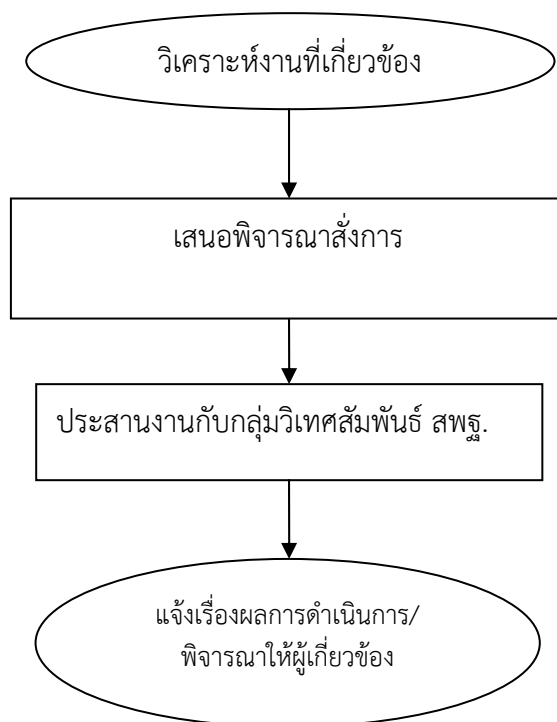 วิเคราะห์งานที่เกี่ยวข้อง
เสนอพิจารณาสั่งการ
ประสานงานกับกลุ่มวิเทศสัมพันธ์ สพฐ.
แจ้งเรื่องผลการดำเนินการ/
พิจารณาให้ผู้เกี่ยวข้อง